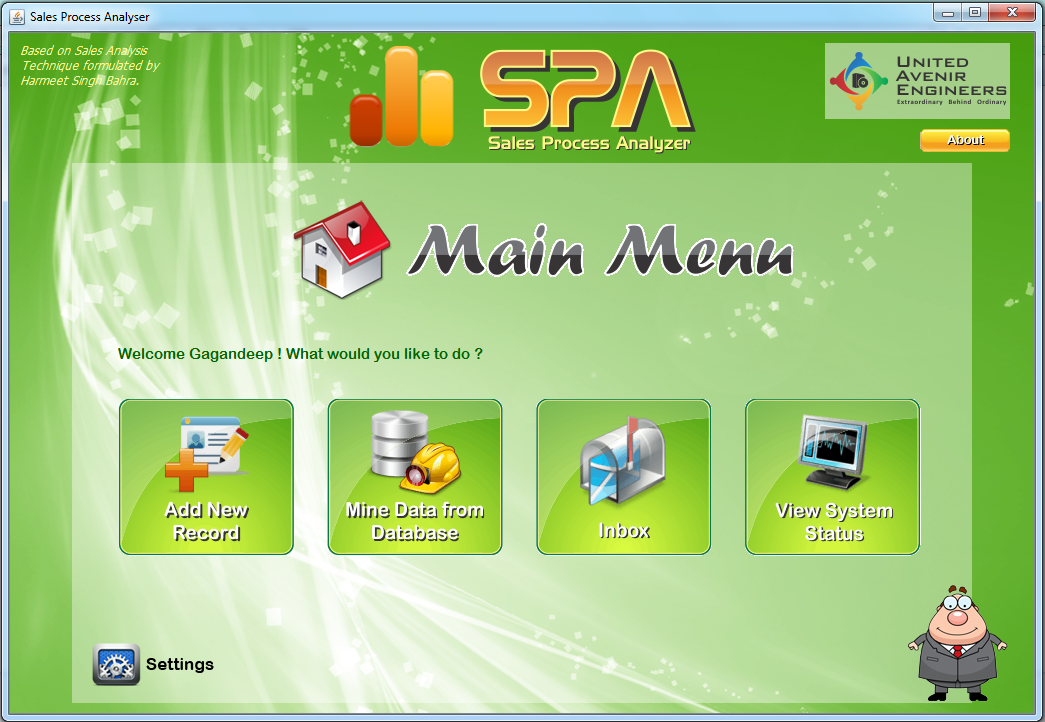 Sales Process Analyser
Based on Sales Analysis
Technique formulated by
Harmeet Singh Bahra.
SPA
Sales Process Analyzer
UNITED
AVENIR
ENGINEERS
Extraordinary Behind Ordinary
About
Main Menu
Welcome Gagandeep ! What would you like to do ?
Add New
Record
Mine Data from
Database
Inbox
View System
Status
Settings